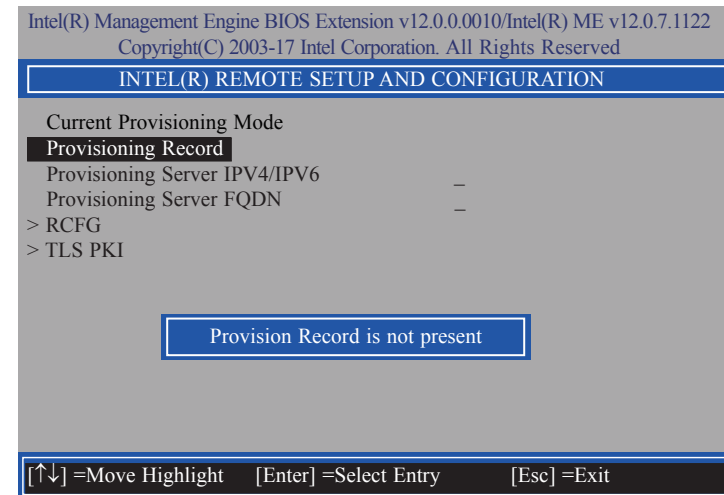 Intel(R) Management Engine BIOS Extension v12.0.0.0010/Intel(R) ME v12.0.7.1122
Copyright(C) 2003-17 Intel Corporation. All Rights Reserved
INTEL(R) REMOTE SETUP AND CONFIGURATION
Current Provisioning Mode
Provisioning Record
Provisioning Server IPV4/IPV6 _
Provisioning Server FQDN _
> RCFG
> TLS PKI
Provision Record is not present
[↑↓] =Move Highlight [Enter] =Select Entry [Esc] =Exit